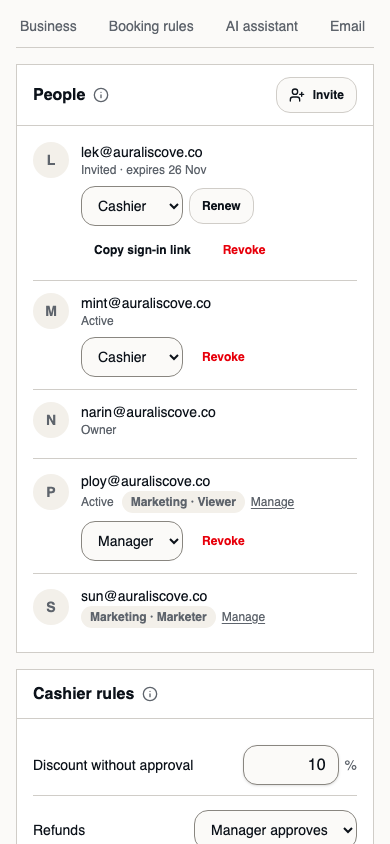 Business Booking rules AI assistant Email
People Invite
L lek@auraliscove.co
Invited · expires 26 Nov
Cashier Renew
Copy sign-in link Revoke
M mint@auraliscove.co
Active
Cashier Revoke
N narin@auraliscove.co
Owner
P ploy@auraliscove.co
Active Marketing · Viewer Manage
Manager Revoke
S sun@auraliscove.co
Marketing · Marketer Manage
Cashier rules
Discount without approval 10 %
Refunds Manager approves